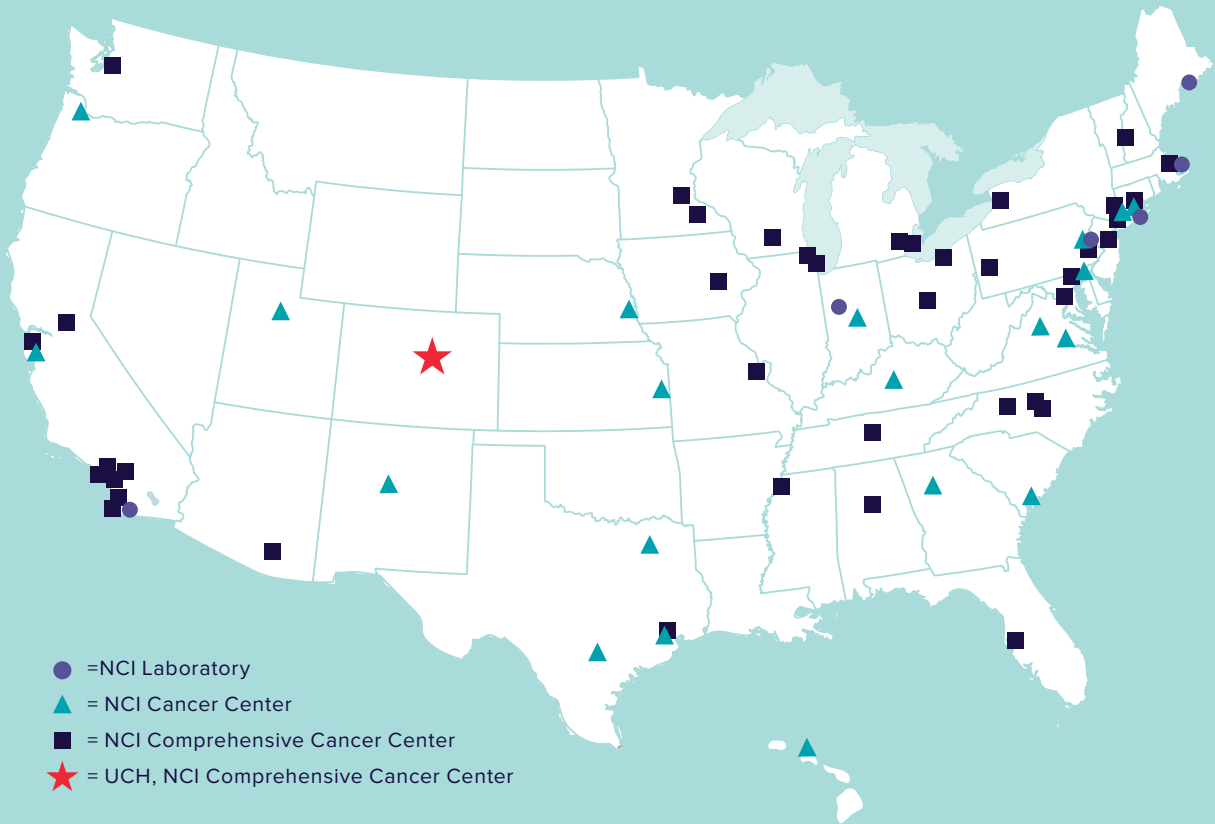 =NCI Laboratory
= NCI Cancer Center
= NCI Comprehensive Cancer Center
= UCH, NCI Comprehensive Cancer Center